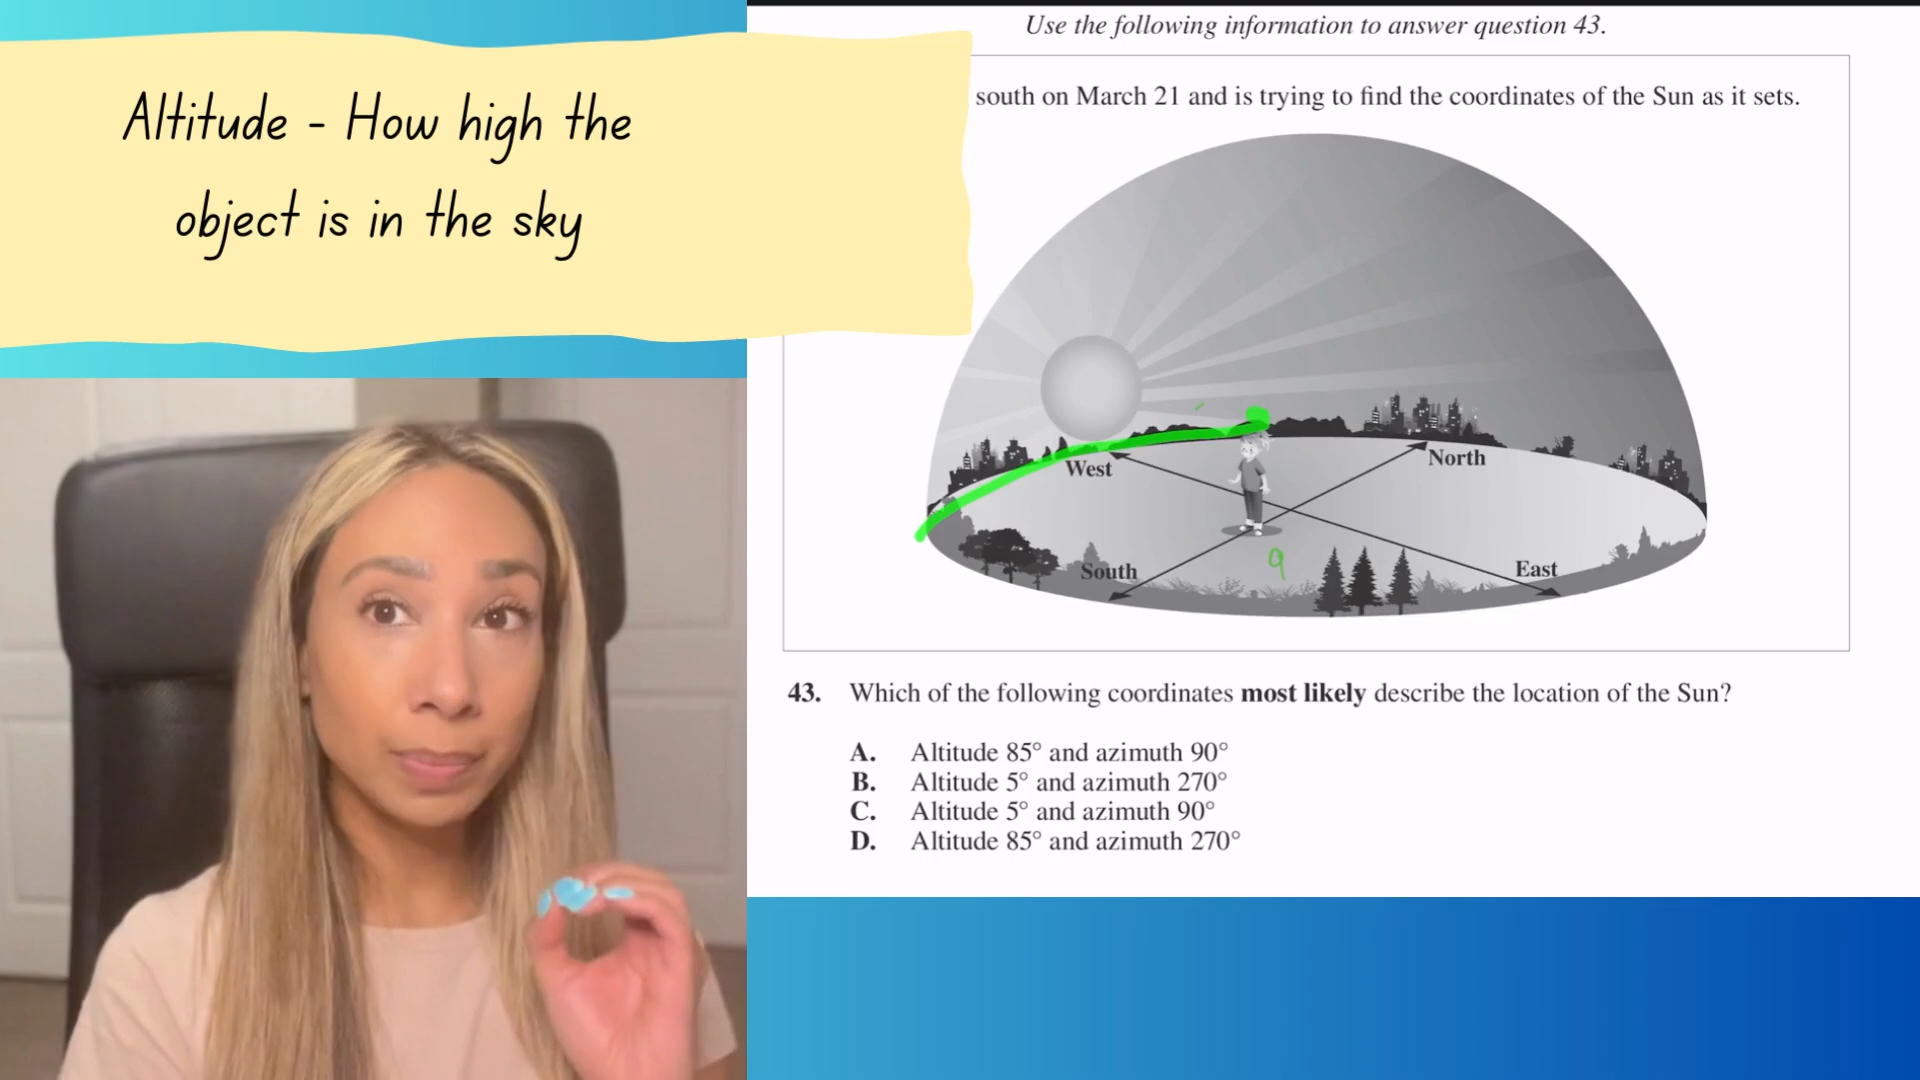 Altitude - How high the
object is in the sky
Use the following information to answer question 43.
south on March 21 and is trying to find the coordinates of the Sun as it sets.
West
North
South
East
9
43. Which of the following coordinates most likely describe the location of the Sun?
A. Altitude 85° and azimuth 90°
B. Altitude 5° and azimuth 270°
C. Altitude 5° and azimuth 90°
D. Altitude 85° and azimuth 270°